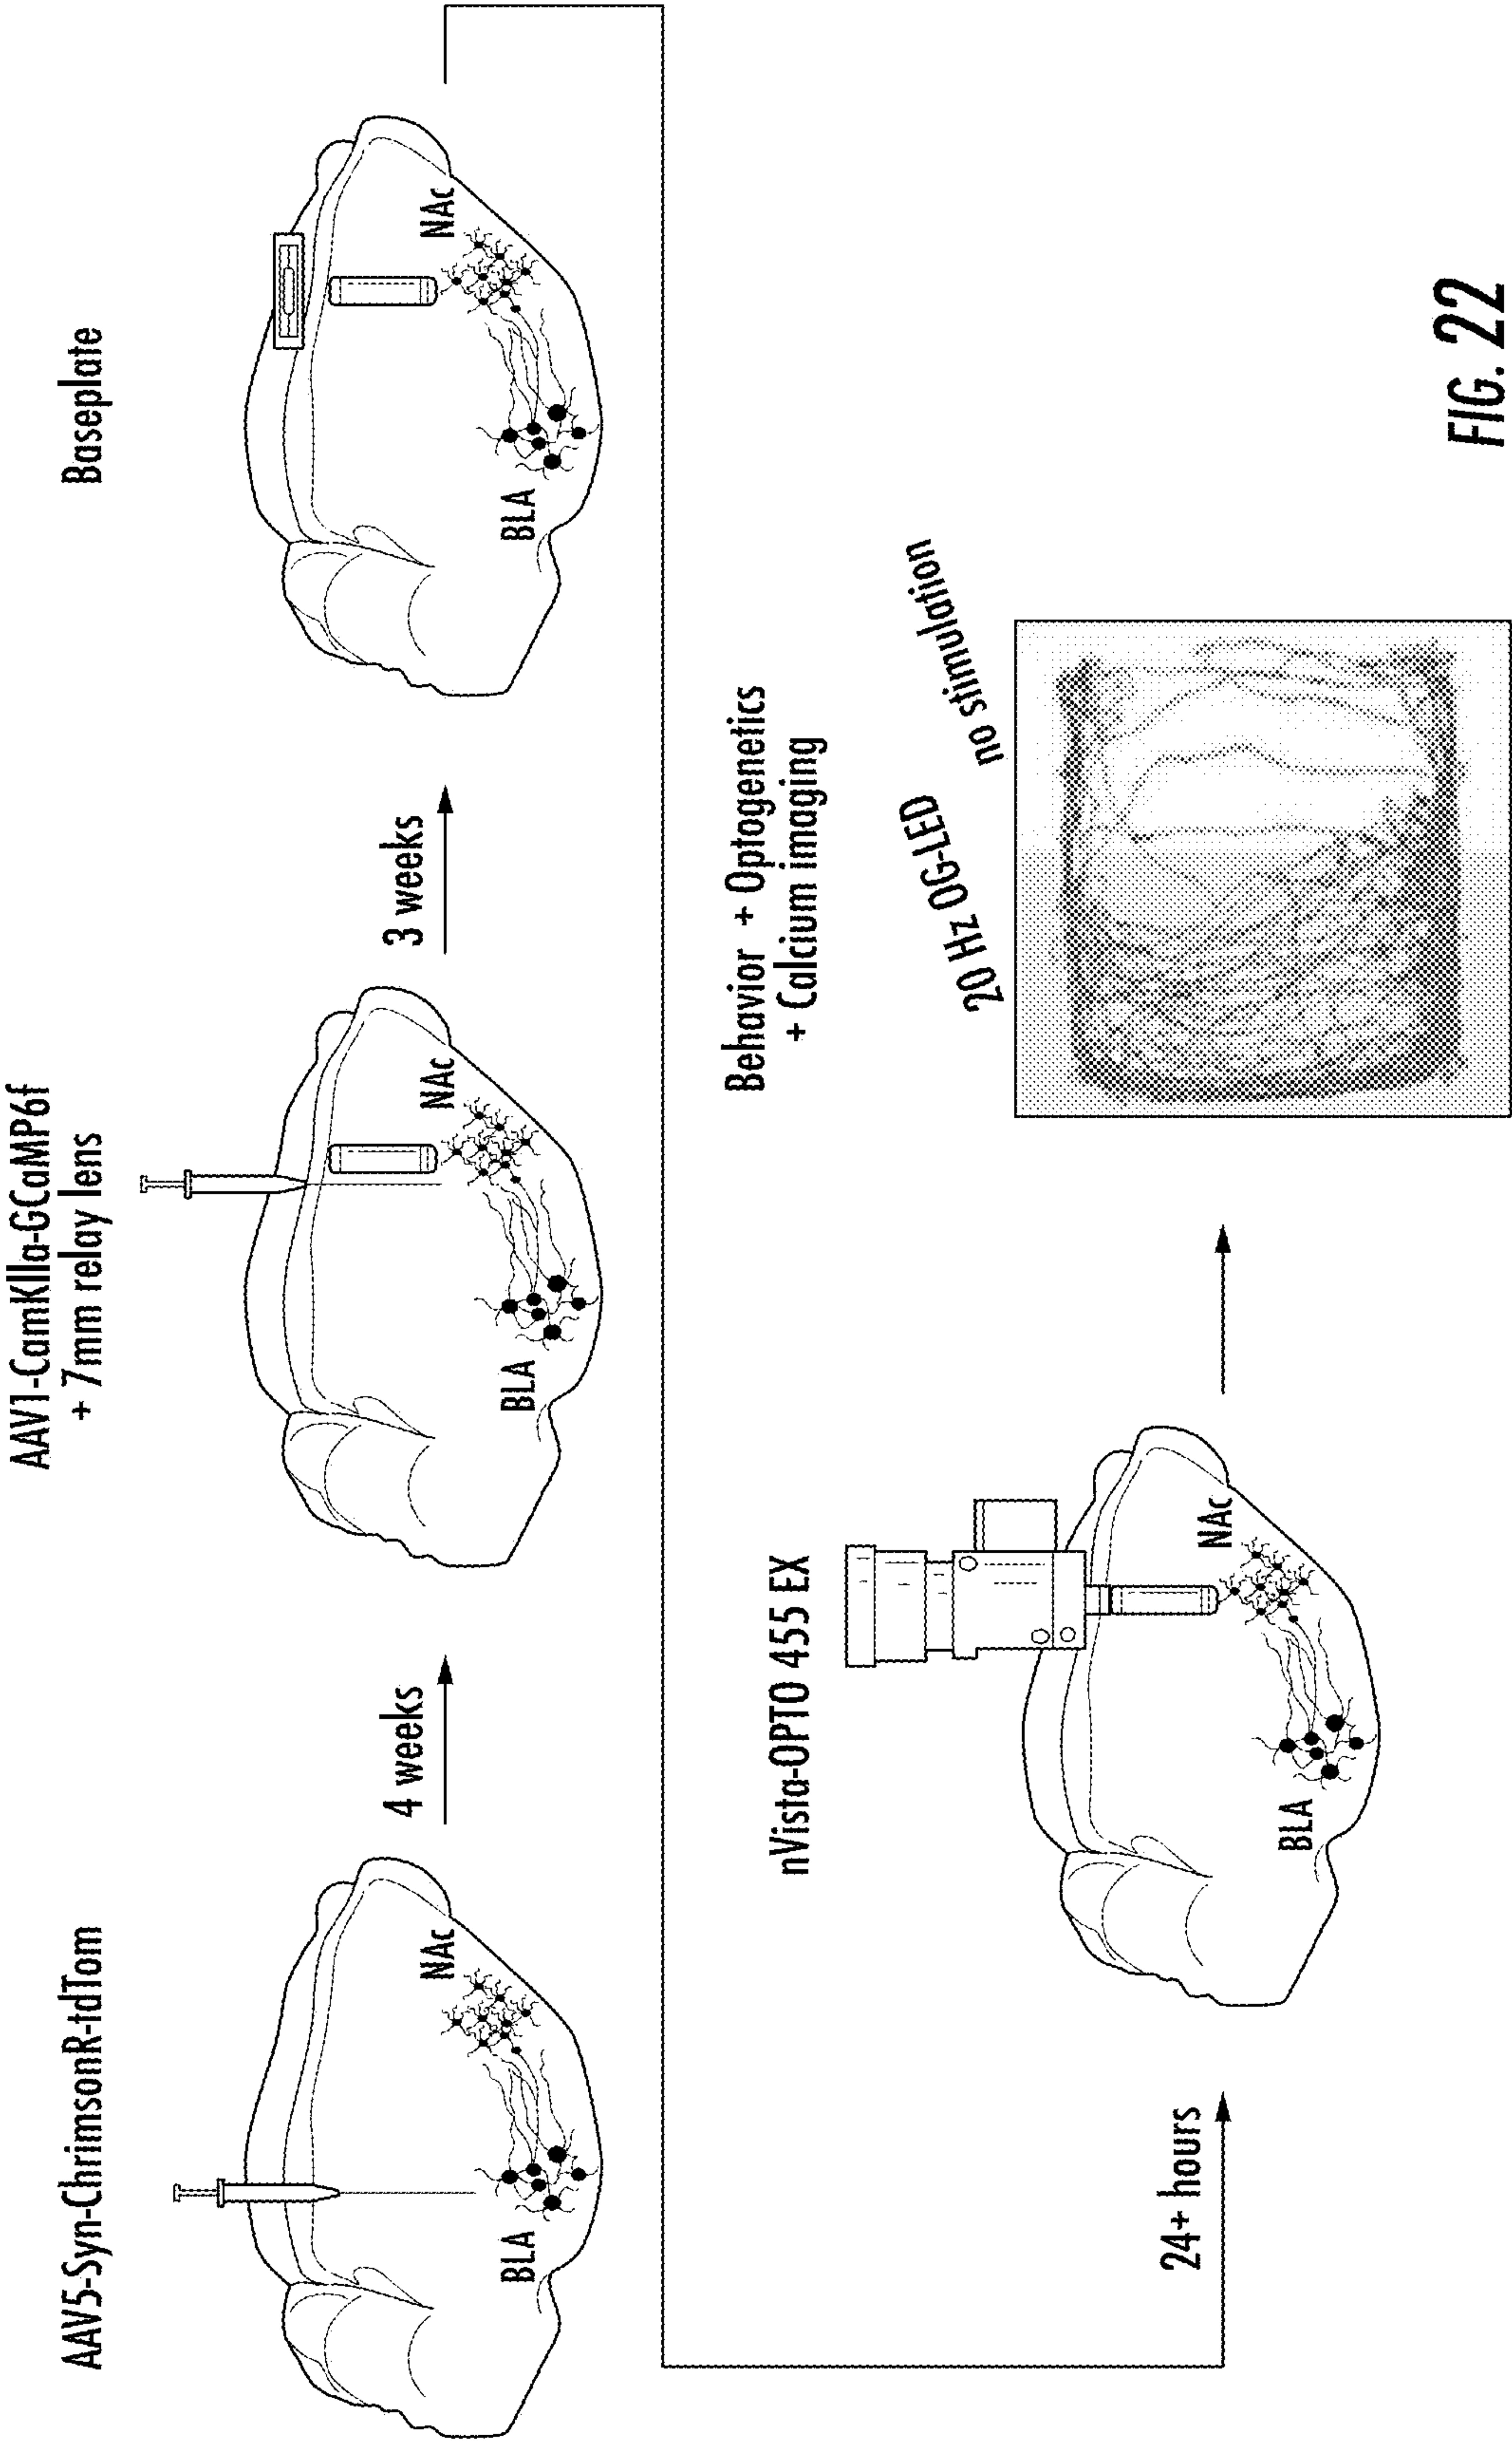 AAV5-Syn-ChrimsonR-tdTom
BLA
NAc
4 weeks
AAV1-CamKIIa-GCaMP6f
+ 7mm relay lens
BLA
NAc
3 weeks
Baseplate
BLA
NAc
24+ hours
nVista-OPTO 455 EX
BLA
NAc
Behavior + Optogenetics
+ Calcium imaging
20 Hz OG-LED
no stimulation
FIG. 22